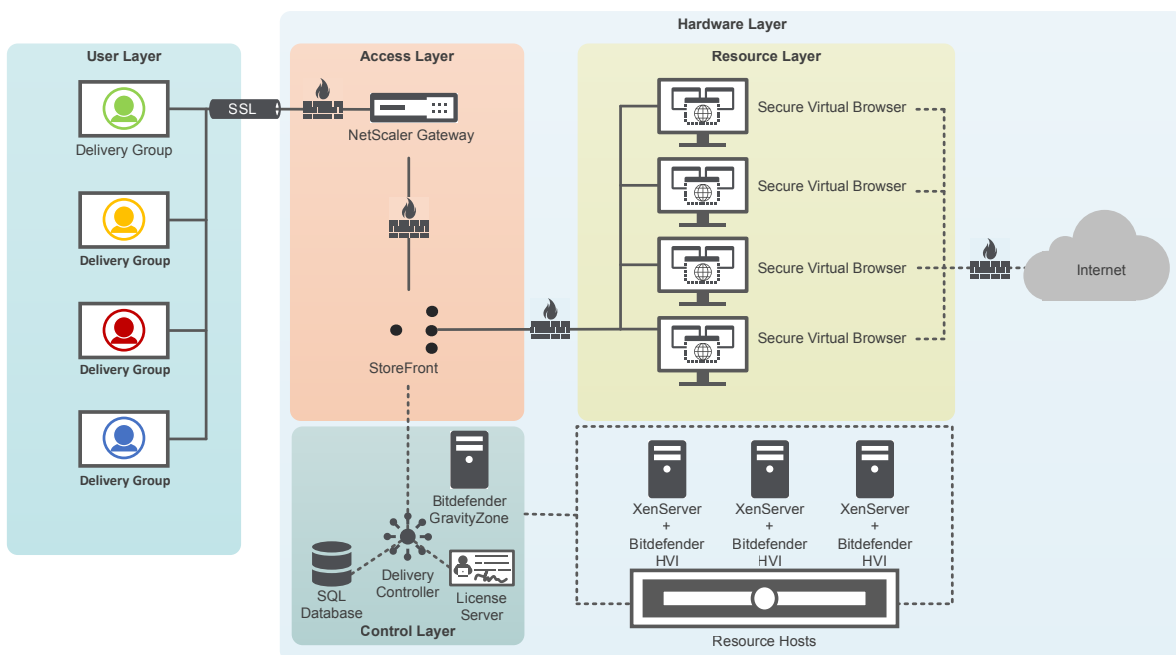 Hardware Layer
User Layer
Access Layer
Resource Layer
SSL
NetScaler Gateway
Delivery Group
Delivery Group
Delivery Group
Delivery Group
StoreFront
Secure Virtual Browser
Secure Virtual Browser
Secure Virtual Browser
Secure Virtual Browser
Internet
Bitdefender
GravityZone
SQL
Database
Delivery
Controller
License
Server
Control Layer
XenServer
+
Bitdefender
HVI
XenServer
+
Bitdefender
HVI
XenServer
+
Bitdefender
HVI
Resource Hosts